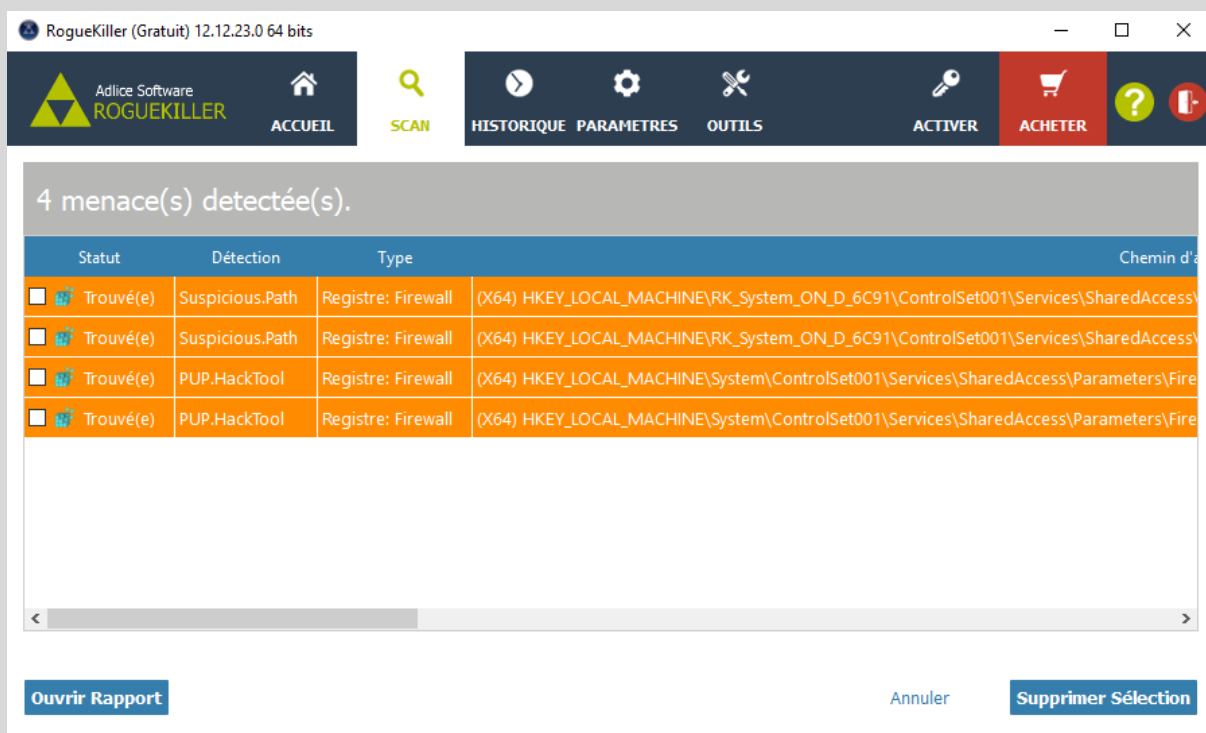 RogueKiller (Gratuit) 12.12.23.0 64 bits
Adlice Software
ROGUEKILLER
ACCUEIL
SCAN
HISTORIQUE
PARAMETRES
OUTILS
ACTIVER
ACHETER
?
4 menace(s) detectée(s).
Statut Détection Type Chemin d'a
Trouvé(e) Suspicious.Path Registre: Firewall (X64) HKEY_LOCAL_MACHINE\RK_System_ON_D_6C91\ControlSet001\Services\SharedAccess\
Trouvé(e) Suspicious.Path Registre: Firewall (X64) HKEY_LOCAL_MACHINE\RK_System_ON_D_6C91\ControlSet001\Services\SharedAccess\
Trouvé(e) PUP.HackTool Registre: Firewall (X64) HKEY_LOCAL_MACHINE\System\ControlSet001\Services\SharedAccess\Parameters\Fire
Trouvé(e) PUP.HackTool Registre: Firewall (X64) HKEY_LOCAL_MACHINE\System\ControlSet001\Services\SharedAccess\Parameters\Fire
Ouvrir Rapport
Annuler
Supprimer Sélection